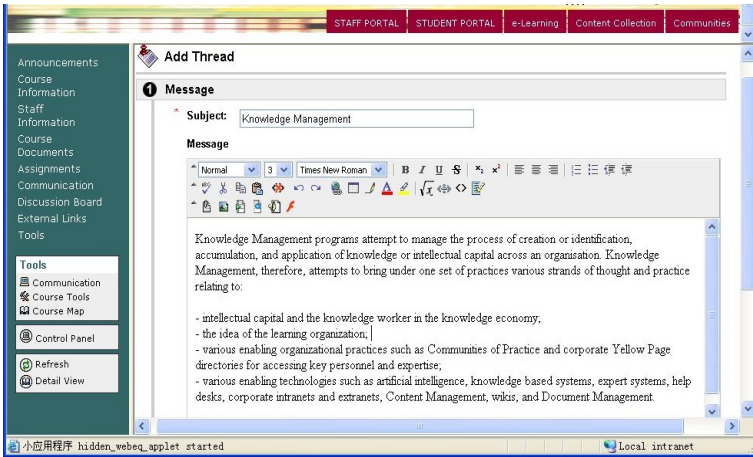 STAFF PORTAL STUDENT PORTAL e-Learning Content Collection Communities
Announcements
Course
Information
Staff
Information
Course
Documents
Assignments
Communication
Discussion Board
External Links
Tools
Tools
Communication
Course Tools
Course Map
Control Panel
Refresh
Detail View
Add Thread
1 Message
* Subject: Knowledge Management
Message
Normal 3 Times New Roman B I U S x₂ x²
Knowledge Management programs attempt to manage the process of creation or identification,
accumulation, and application of knowledge or intellectual capital across an organisation. Knowledge
Management, therefore, attempts to bring under one set of practices various strands of thought and practice
relating to:
- intellectual capital and the knowledge worker in the knowledge economy;
- the idea of the learning organization;
- various enabling organizational practices such as Communities of Practice and corporate Yellow Page
directories for accessing key personnel and expertise;
- various enabling technologies such as artificial intelligence, knowledge based systems, expert systems, help
desks, corporate intranets and extranets, Content Management, wikis, and Document Management.
小应用程序 hidden_webeq_applet started Local intranet